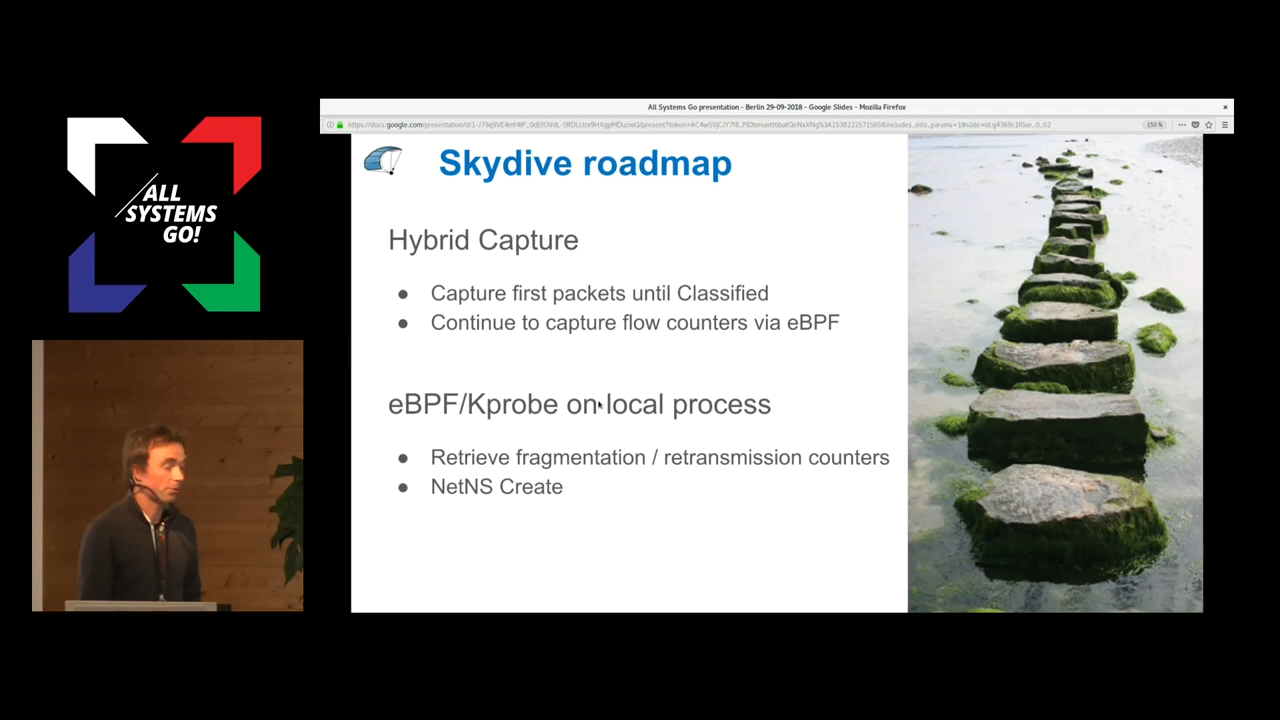 All Systems Go presentation - Berlin 29-09-2018 - Google Slides - Mozilla Firefox
150%
/ALL
SYSTEMS
GO!
Skydive roadmap
Hybrid Capture
● Capture first packets until Classified
● Continue to capture flow counters via eBPF
eBPF/Kprobe on local process
● Retrieve fragmentation / retransmission counters
● NetNS Create